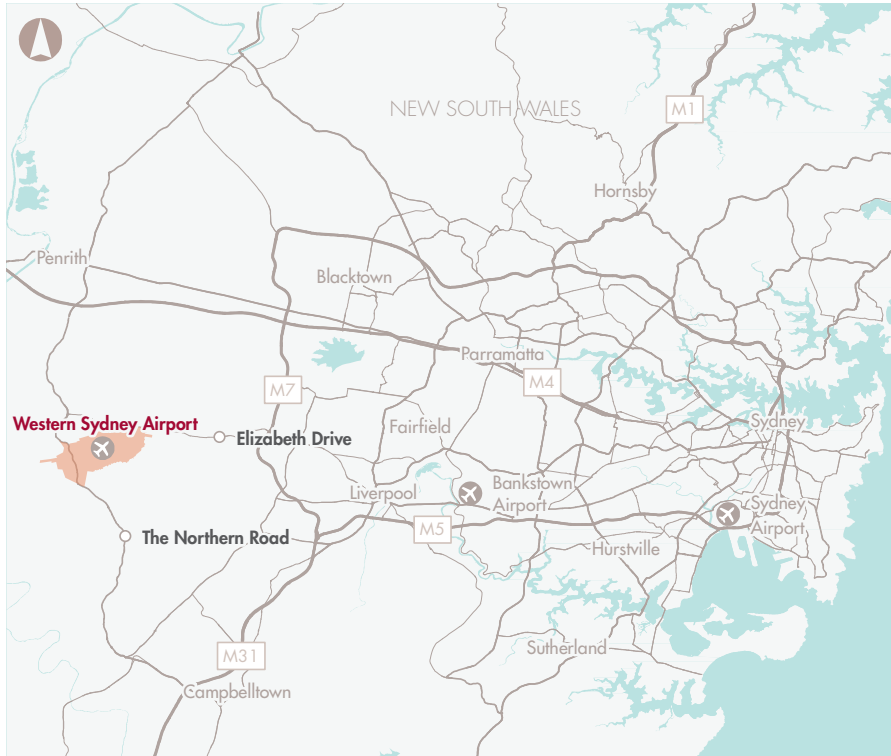 NEW SOUTH WALES
M1
Hornsby
Penrith
Blacktown
Parramatta
M7
M4
Western Sydney Airport
Fairfield
Sydney
Elizabeth Drive
Bankstown
Airport
Liverpool
Sydney
Airport
M5
The Northern Road
Hurstville
Sutherland
M31
Campbelltown